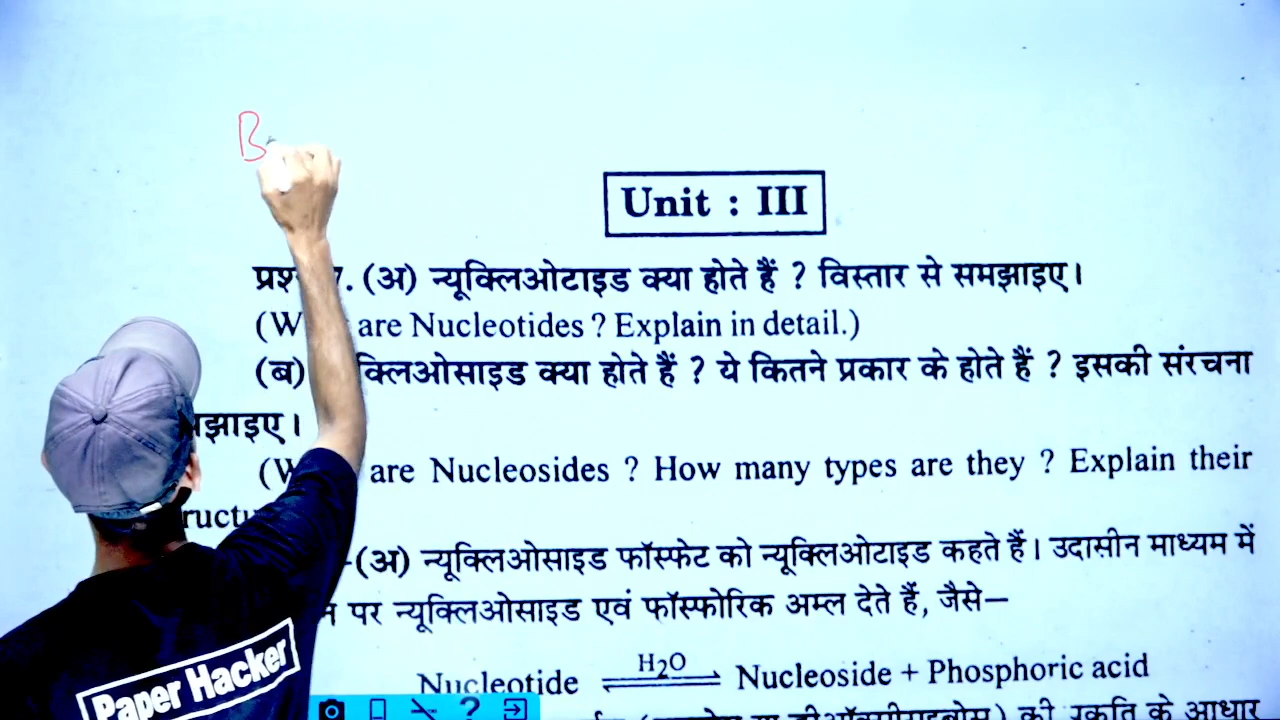 B
Unit : III
7. (अ) न्यूक्लिओटाइड क्या होते हैं ? विस्तार से समझाइए।
are Nucleotides ? Explain in detail.)
(ब) क्लिओसाइड क्या होते हैं ? ये कितने प्रकार के होते हैं ? इसकी संरचना
झाइए।
are Nucleosides ? How many types are they ? Explain their
-(अ) न्यूक्लिओसाइड फॉस्फेट को न्यूक्लिओटाइड कहते हैं। उदासीन माध्यम में
पर न्यूक्लिओसाइड एवं फॉस्फोरिक अम्ल देते हैं, जैसे–
H₂O
Nucleotide ⇌ Nucleoside + Phosphoric acid
की प्रकृति के आधार
Paper Hacker